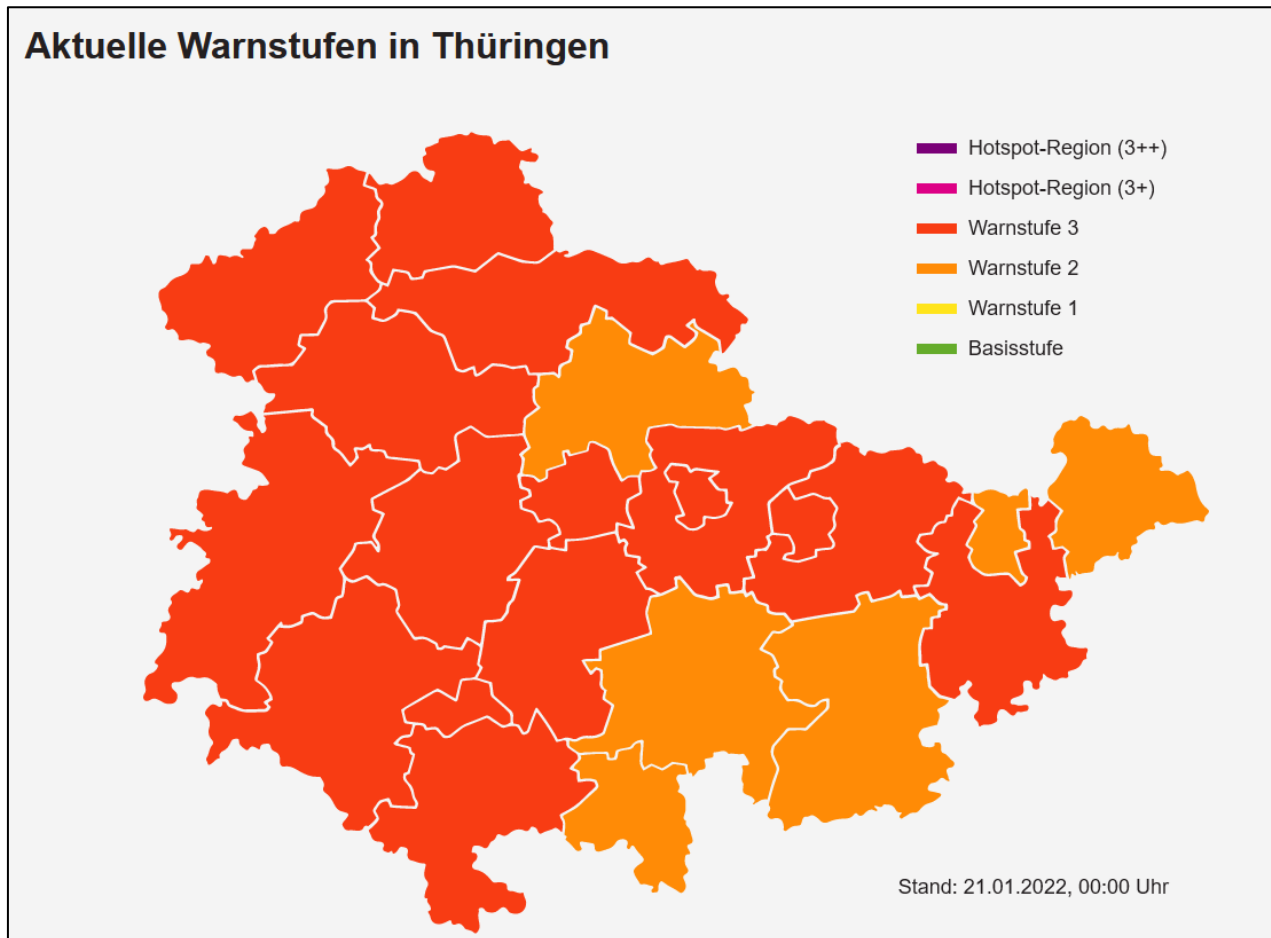 Aktuelle Warnstufen in Thüringen
Hotspot-Region (3++)
Hotspot-Region (3+)
Warnstufe 3
Warnstufe 2
Warnstufe 1
Basisstufe
Stand: 21.01.2022, 00:00 Uhr